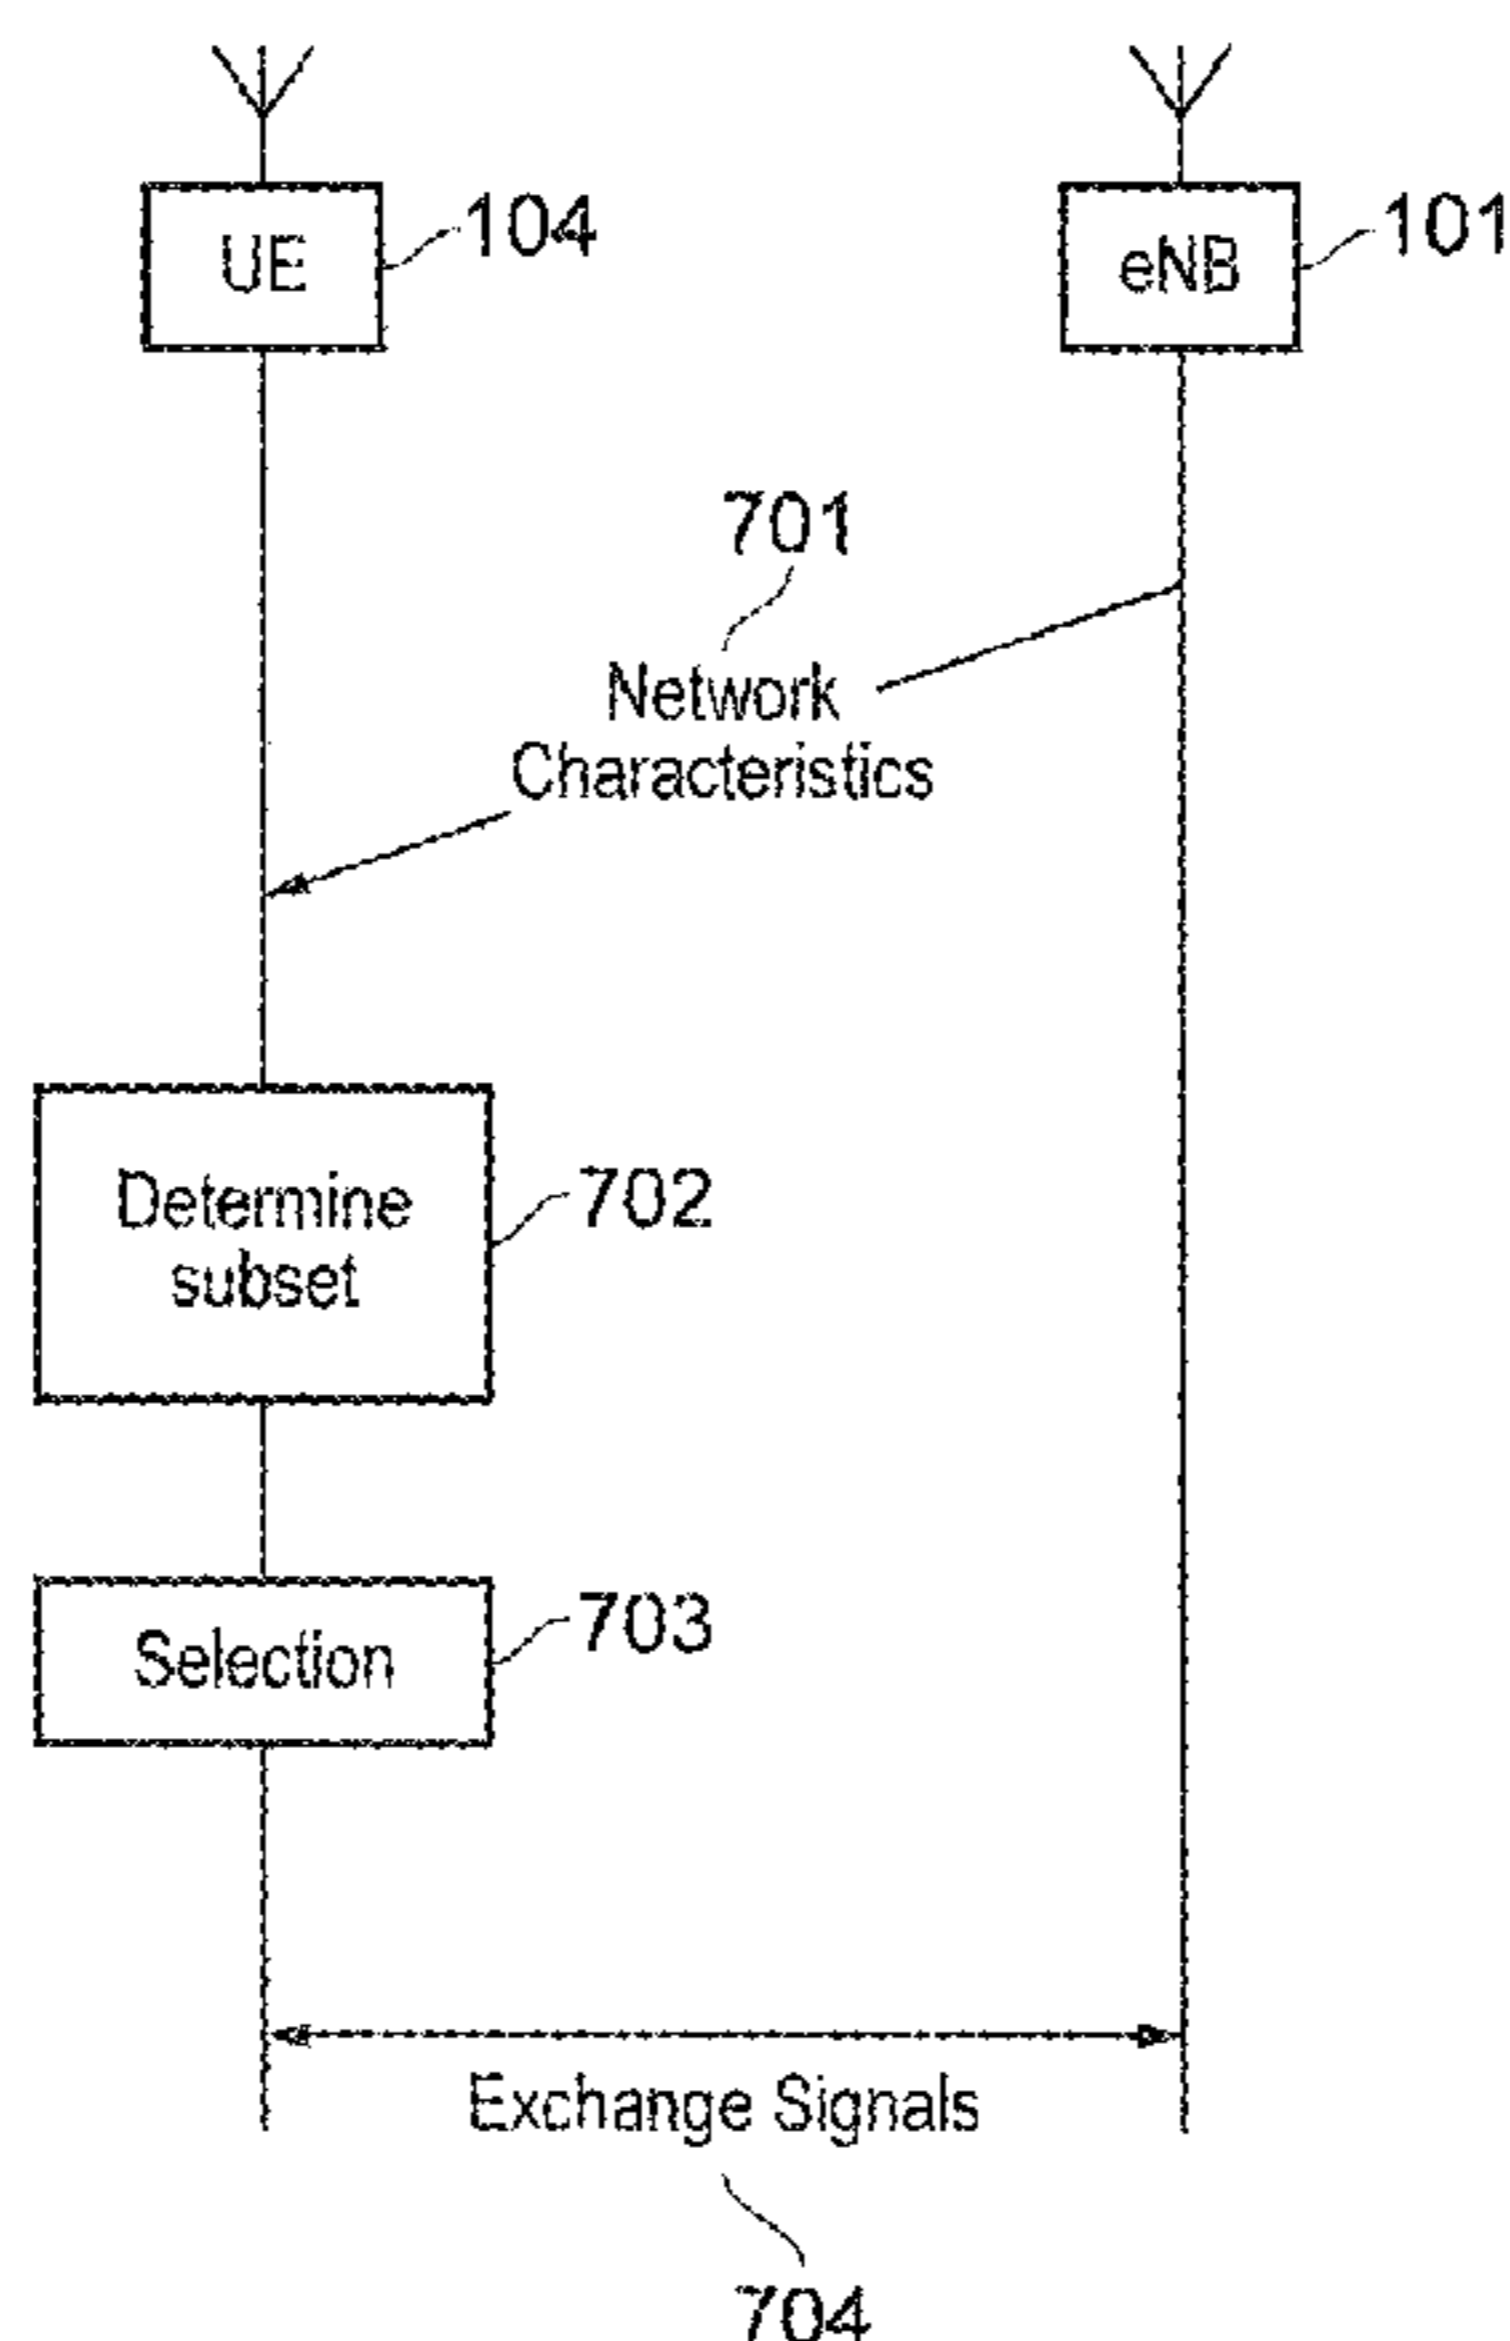 UE
104
eNB
101
701
Network
Characteristics
Determine
subset
702
Selection
703
Exchange Signals
704